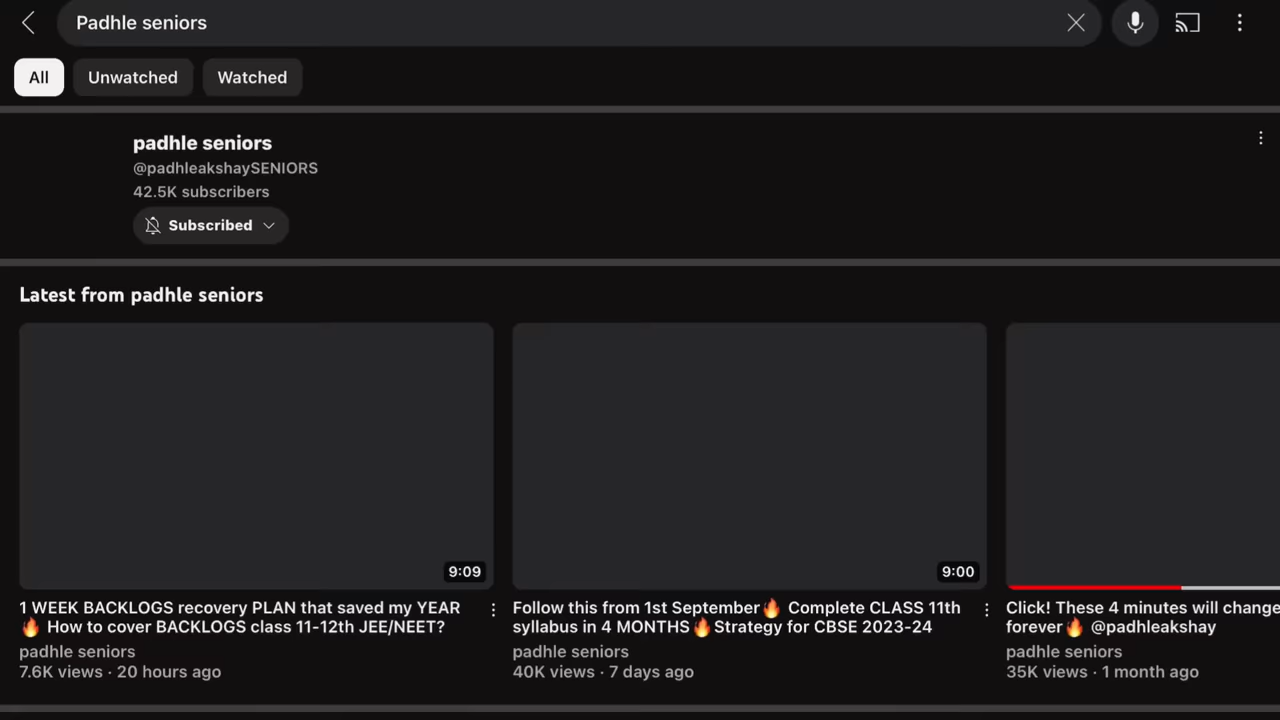 Padhle seniors
All
Unwatched
Watched
padhle seniors
@padhleakshaySENIORS
42.5K subscribers
Subscribed
Latest from padhle seniors
9:09
1 WEEK BACKLOGS recovery PLAN that saved my YEAR
🔥 How to cover BACKLOGS class 11-12th JEE/NEET?
padhle seniors
7.6K views · 20 hours ago
9:00
Follow this from 1st September🔥 Complete CLASS 11th
syllabus in 4 MONTHS🔥Strategy for CBSE 2023-24
padhle seniors
40K views · 7 days ago
Click! These 4 minutes will change
forever🔥 @padhleakshay
padhle seniors
35K views · 1 month ago